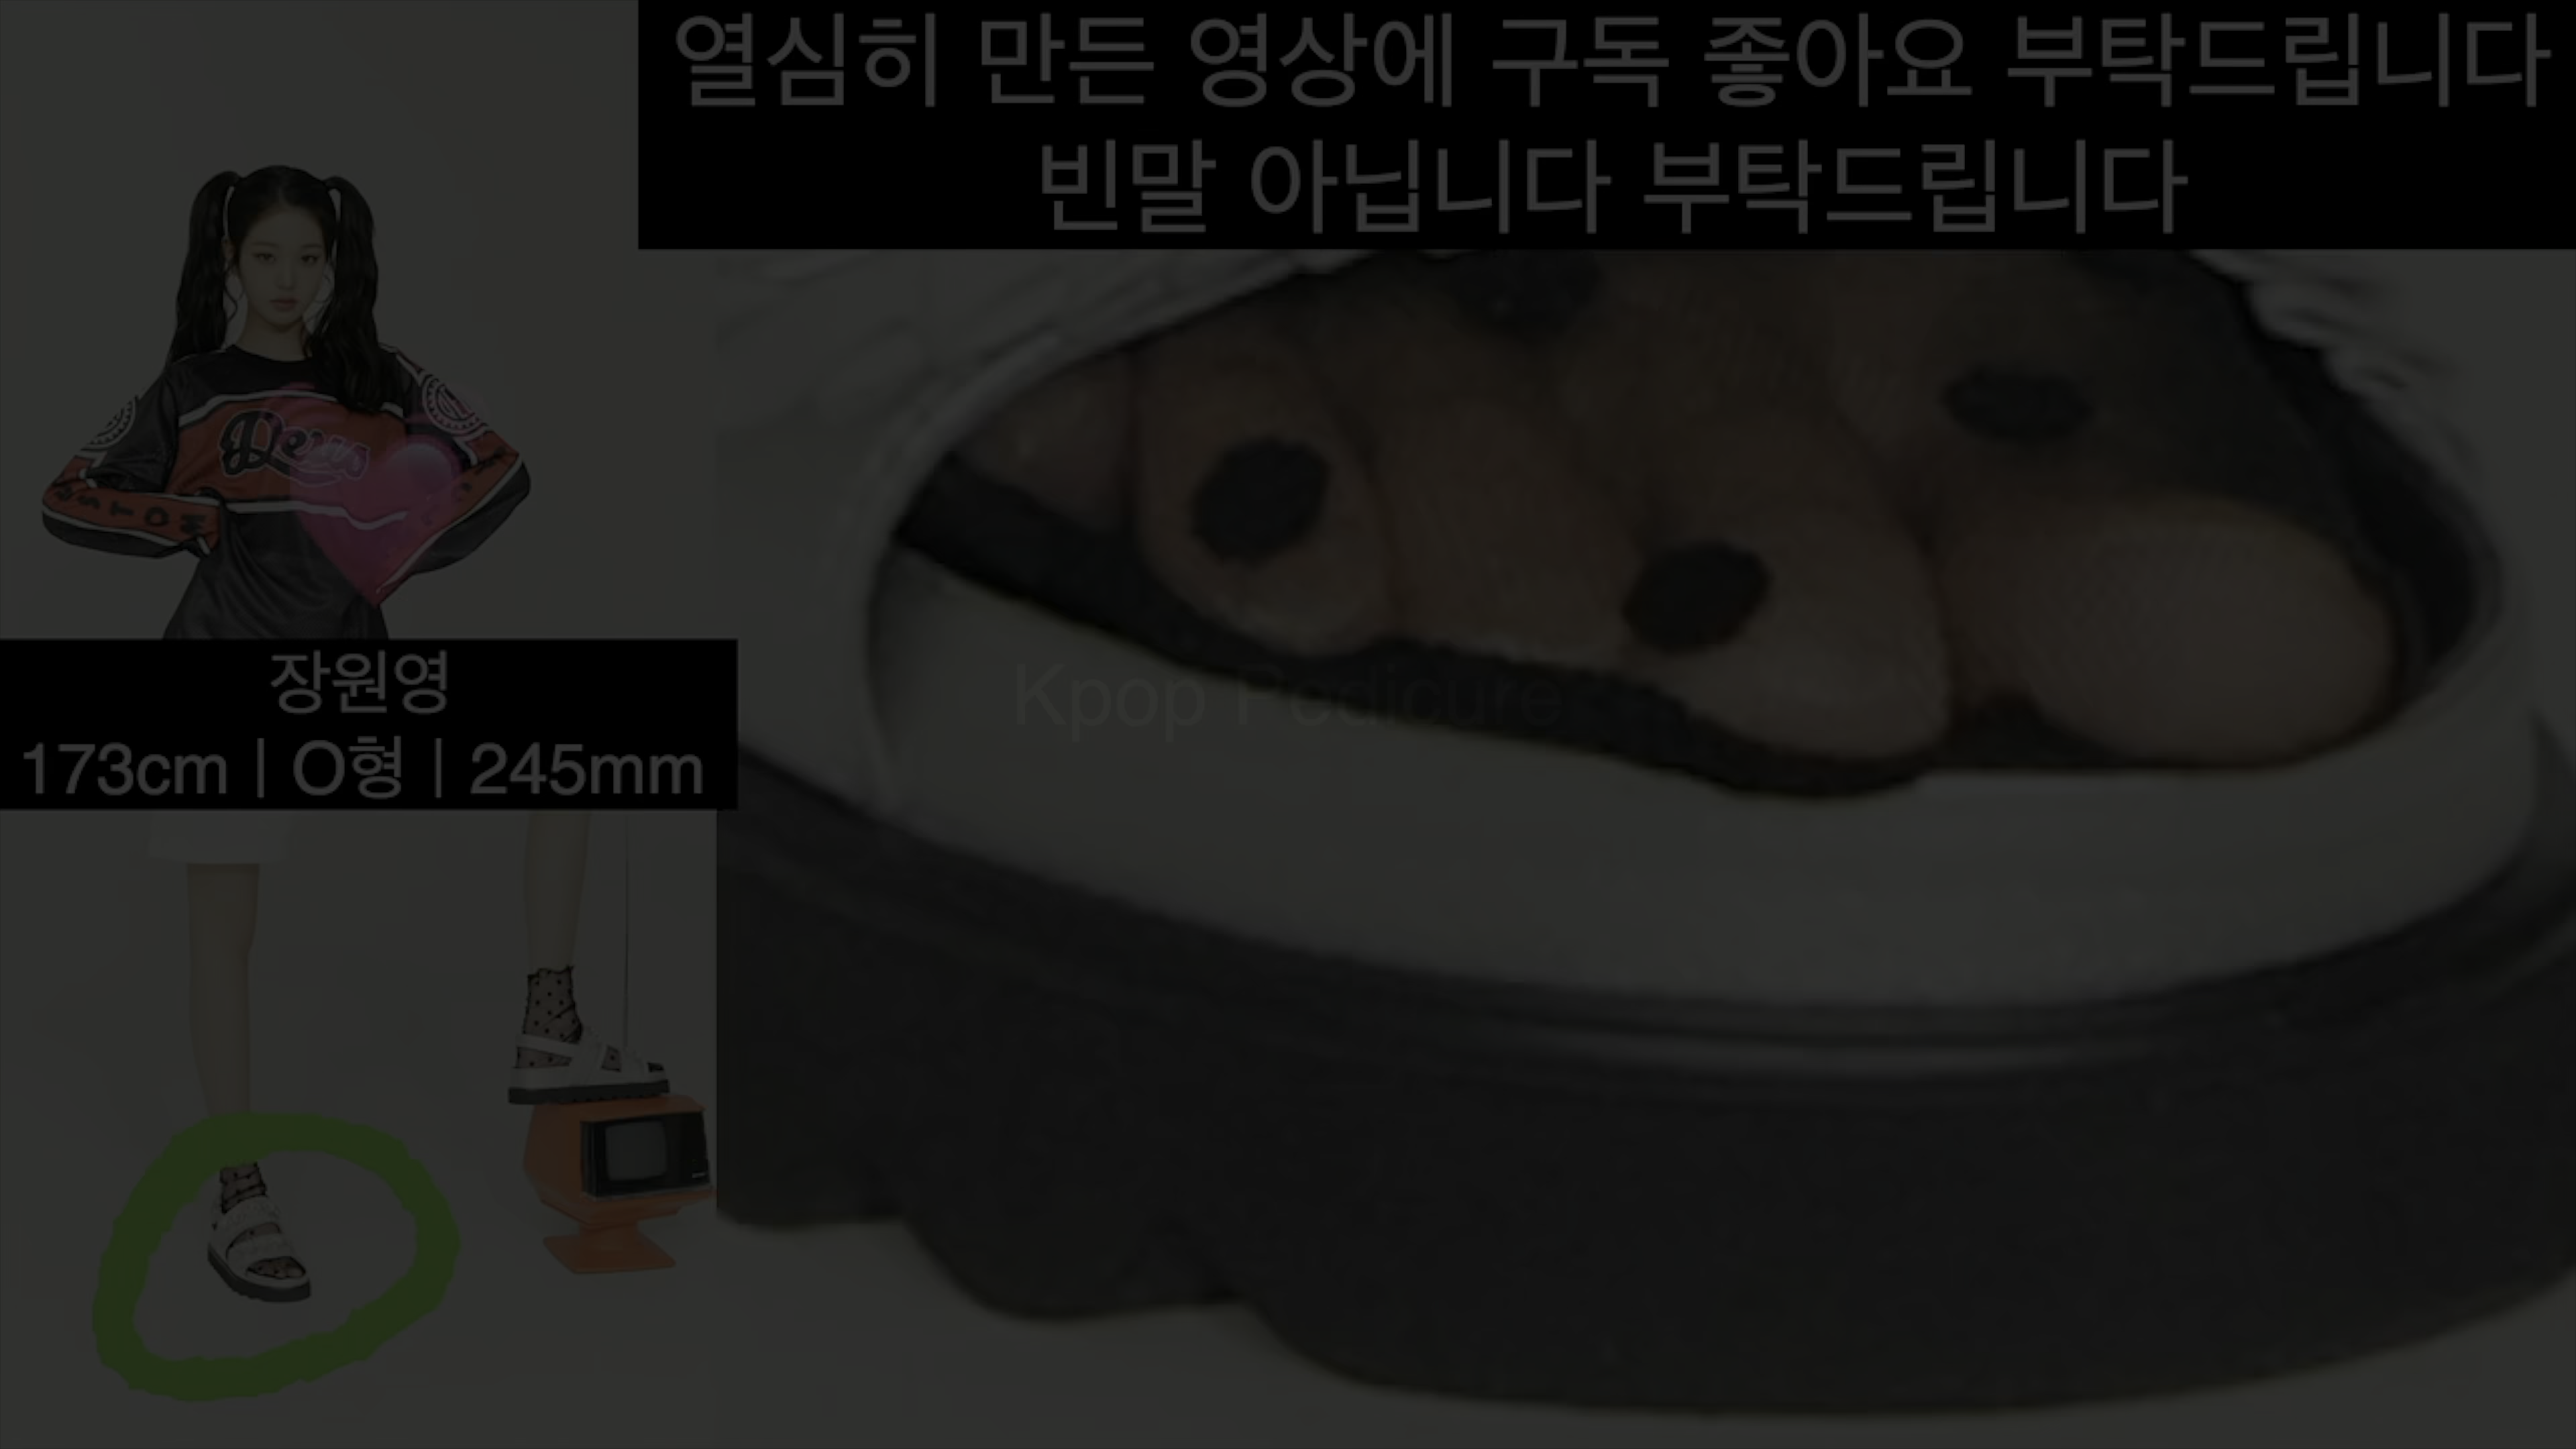 열심히 만든 영상에 구독 좋아요 부탁드립니다
빈말 아닙니다 부탁드립니다
장원영
173cm | O형 | 245mm
Kpop Pedicure